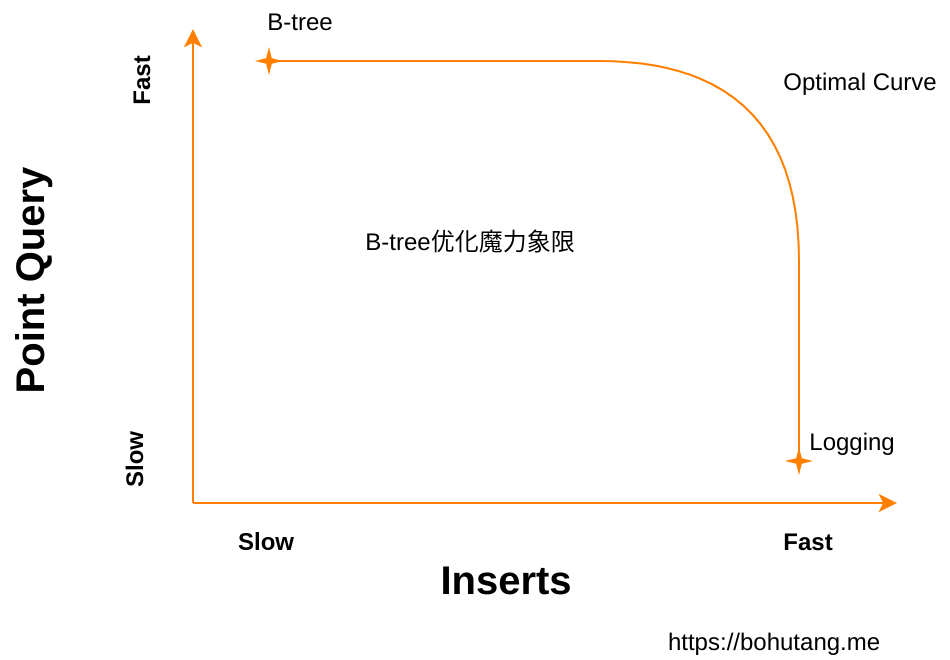 B-tree
Fast
Optimal Curve
Point Query
B-tree优化魔力象限
Slow
Logging
Slow
Fast
Inserts
https://bohutang.me